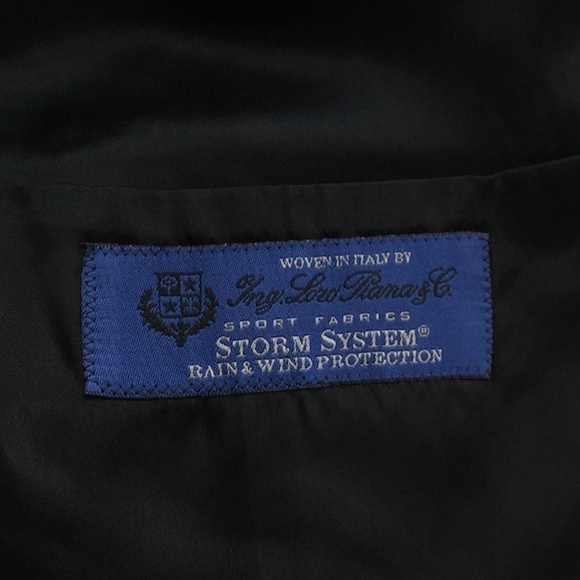 WOVEN IN ITALY BY
Ing. Loro Piana & C.
SPORT FABRICS
STORM SYSTEM®
RAIN & WIND PROTECTION